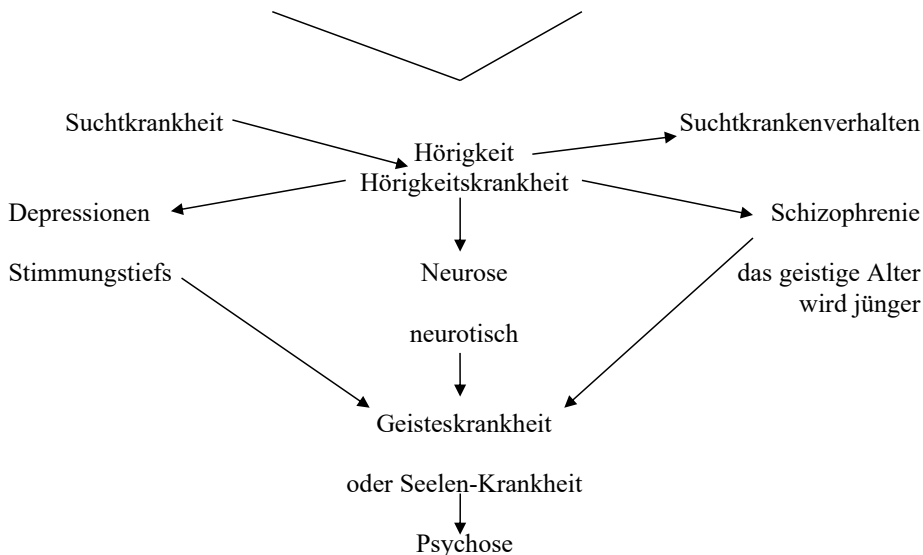 Suchtkrankheit
Suchtkrankenverhalten
Hörigkeit
Hörigkeitskrankheit
Depressionen
Schizophrenie
Stimmungstiefs
Neurose
das geistige Alter
wird jünger
neurotisch
Geisteskrankheit
oder Seelen-Krankheit
Psychose